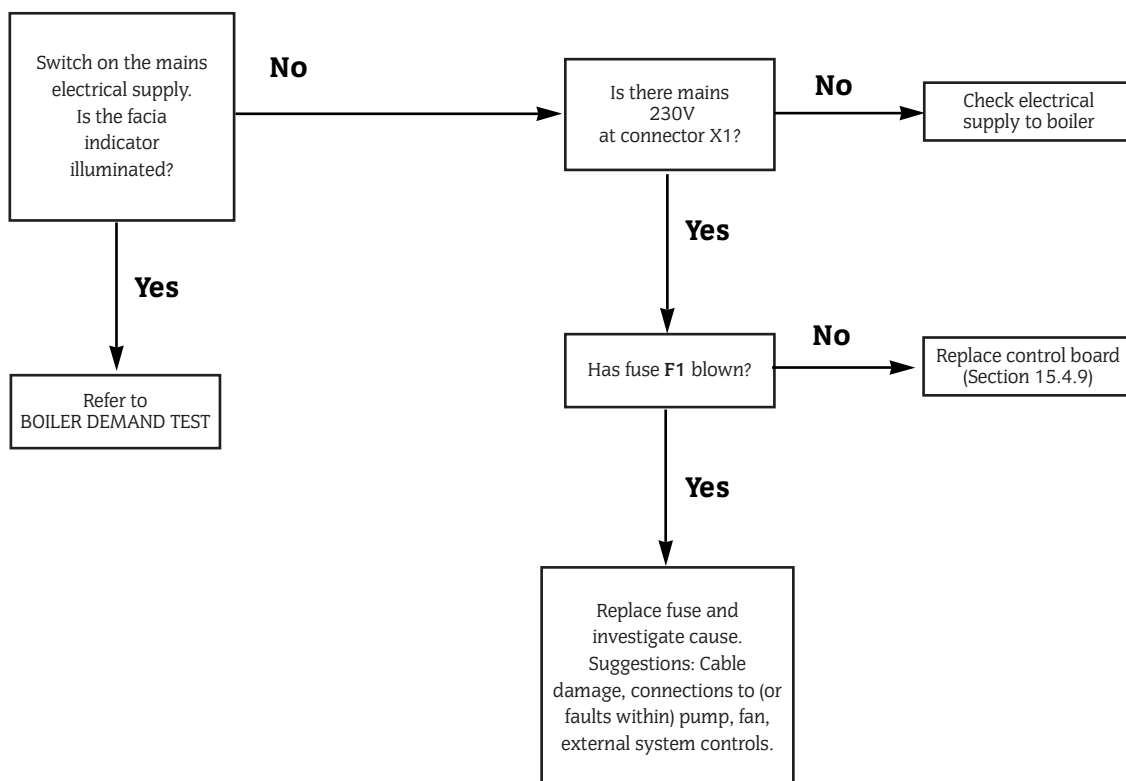 Switch on the mains
electrical supply.
Is the facia
indicator
illuminated?
No
Is there mains
230V
at connector X1?
No
Check electrical
supply to boiler
Yes
Refer to
BOILER DEMAND TEST
Yes
Has fuse F1 blown?
No
Replace control board
(Section 15.4.9)
Yes
Replace fuse and
investigate cause.
Suggestions: Cable
damage, connections to (or
faults within) pump, fan,
external system controls.